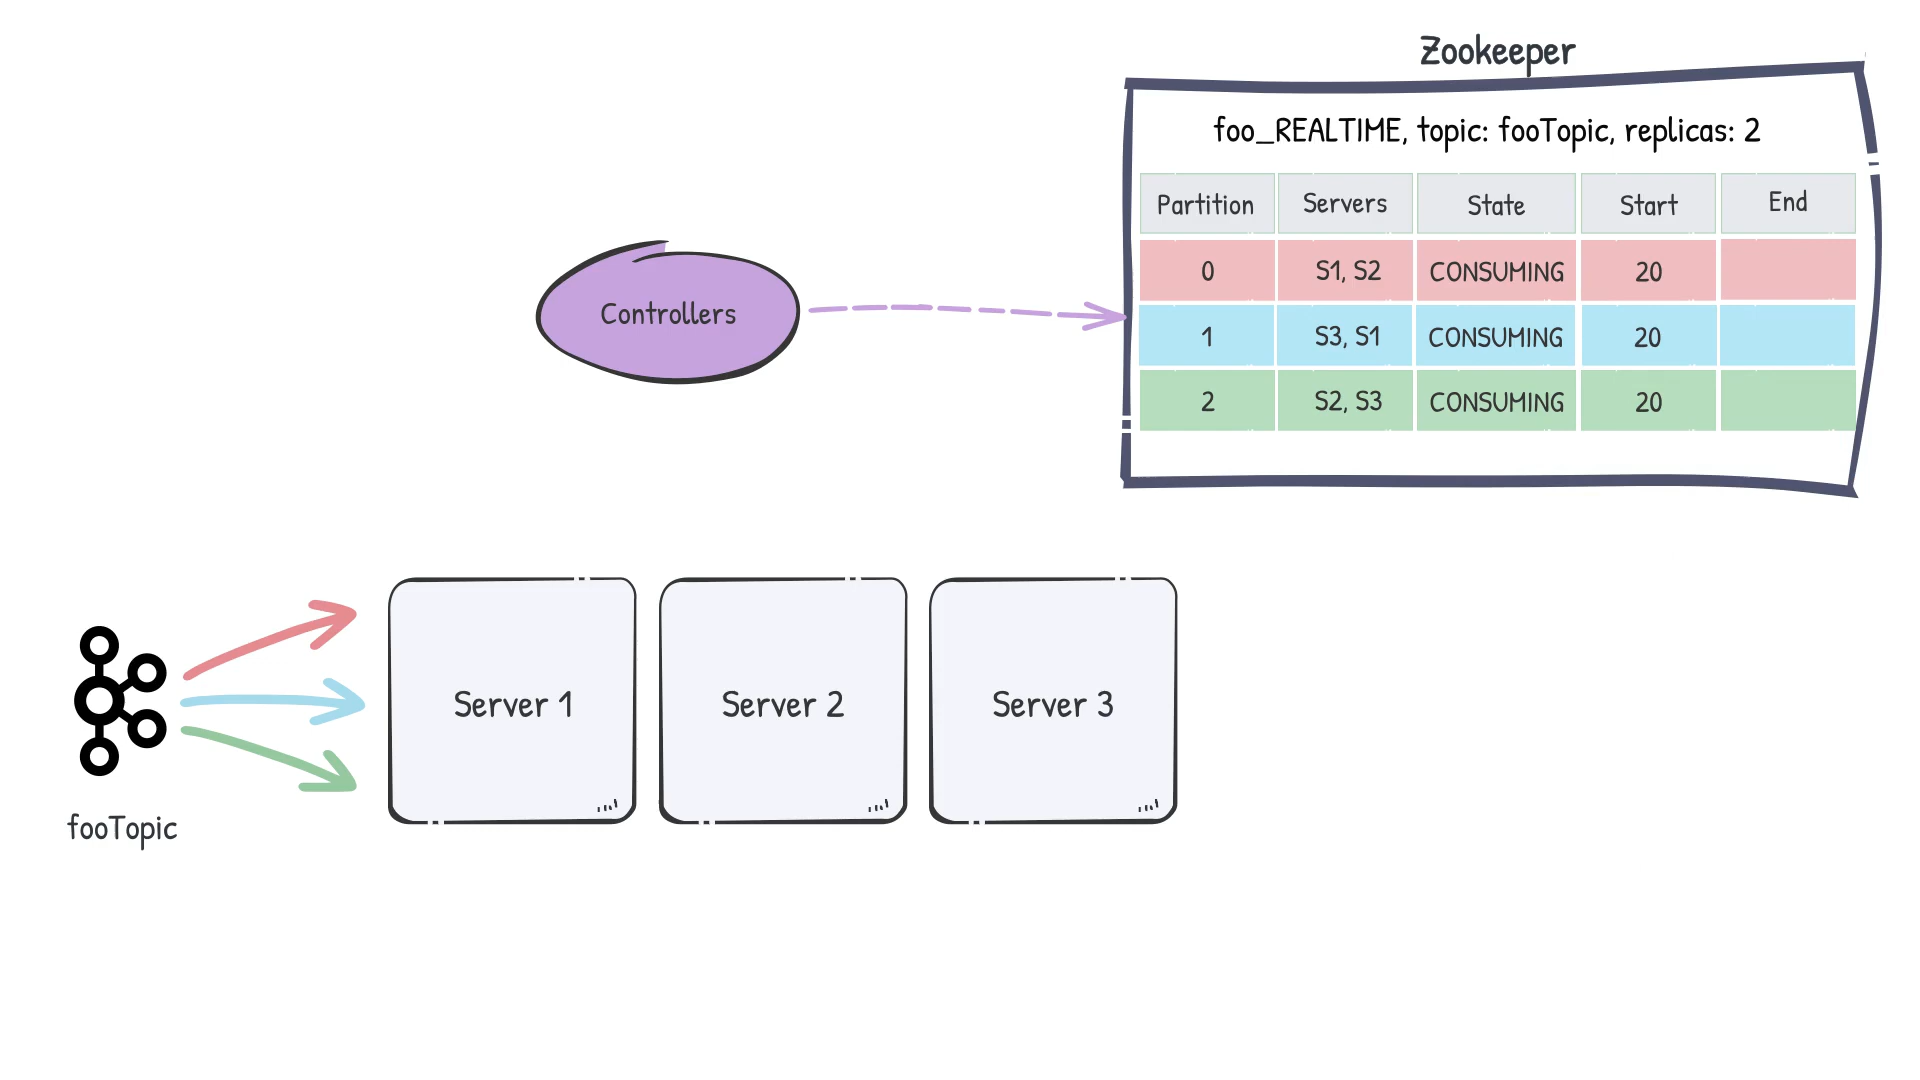 Zookeeper
foo_REALTIME, topic: fooTopic, replicas: 2
Partition Servers State Start End
0 S1, S2 CONSUMING 20
1 S3, S1 CONSUMING 20
2 S2, S3 CONSUMING 20
Controllers
Server 1
Server 2
Server 3
fooTopic